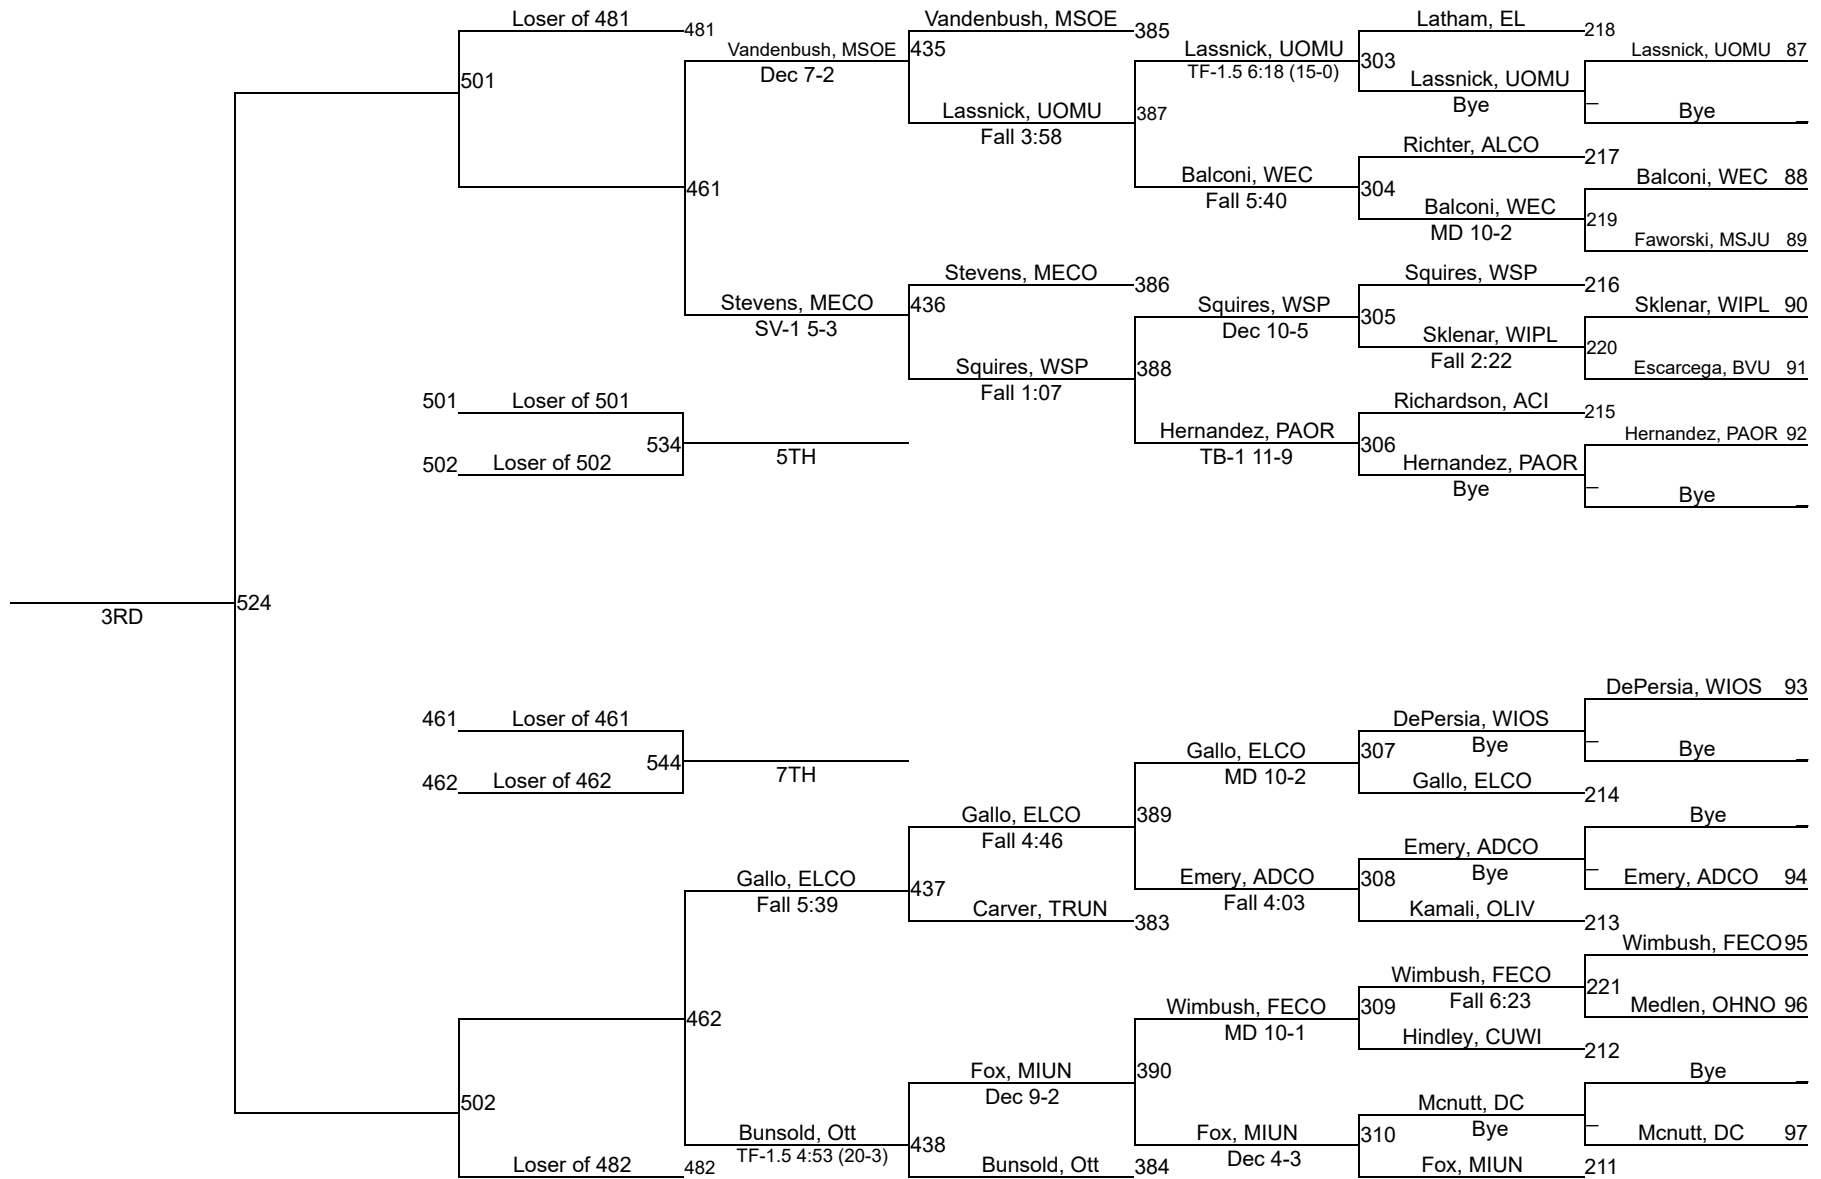 Loser of 481
481
Vandenbush, MSOE
385
Latham, EL
218
Vandenbush, MSOE
435
Lassnick, UOMU
Lassnick, UOMU 87
Dec 7-2
TF-1.5 6:18 (15-0)
303
501
Lassnick, UOMU
Bye
_
Lassnick, UOMU
387
Bye _
Fall 3:58
Richter, ALCO
217
461
Balconi, WEC
304
Balconi, WEC 88
Fall 5:40
Balconi, WEC
219
MD 10-2
Faworski, MSJU 89
Stevens, MECO
386
Squires, WSP
216
Stevens, MECO
436
Squires, WSP
305
Sklenar, WIPL 90
SV-1 5-3
Dec 10-5
Sklenar, WIPL
220
Squires, WSP
388
Fall 2:22
Escarcega, BVU 91
Fall 1:07
501 Loser of 501
Richardson, ACI
215
534
5TH
Hernandez, PAOR
306
Hernandez, PAOR 92
502 Loser of 502
TB-1 11-9
Hernandez, PAOR
Bye
_
Bye _
524
3RD
DePersia, WIOS 93
461 Loser of 461
DePersia, WIOS
Bye
_
544
7TH
Gallo, ELCO
307
Bye _
462 Loser of 462
MD 10-2
Gallo, ELCO
214
Gallo, ELCO
389
Bye _
Fall 4:46
Emery, ADCO
Bye
_
Gallo, ELCO
437
Emery, ADCO
308
Emery, ADCO 94
Fall 5:39
Carver, TRUN
383
Fall 4:03
Kamali, OLIV
213
Wimbush, FECO 95
Wimbush, FECO
221
462
Wimbush, FECO
309
Fall 6:23
Medlen, OHNO 96
MD 10-1
Hindley, CUWI
212
Fox, MIUN
390
Bye _
Dec 9-2
502
Mcnutt, DC
Bye
_
Bunsold, Ott
438
Fox, MIUN
310
Mcnutt, DC 97
TF-1.5 4:53 (20-3)
Dec 4-3
Loser of 482
482
Bunsold, Ott
384
Fox, MIUN
211